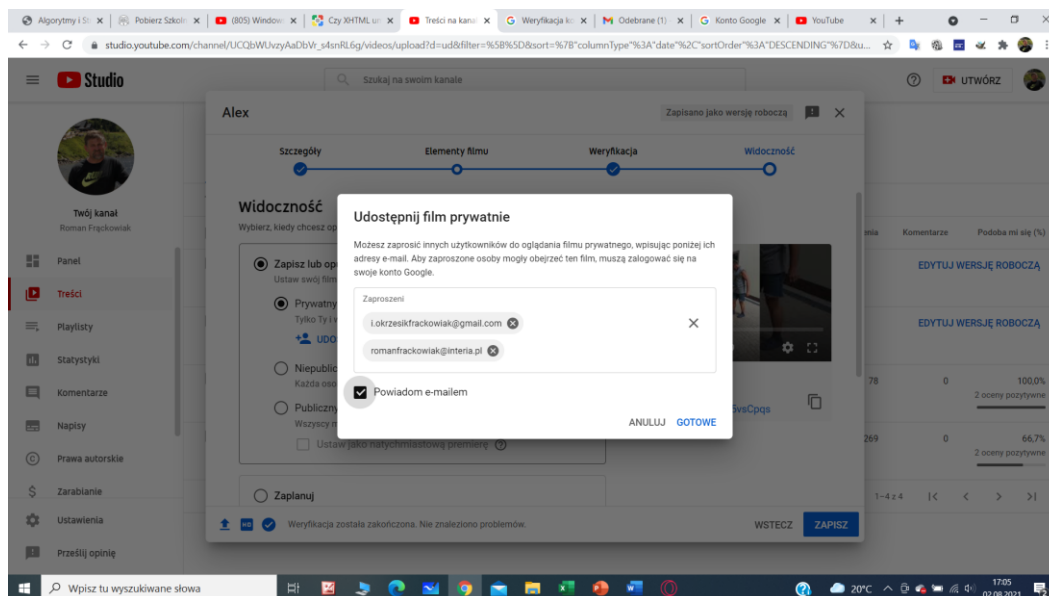 Algorytmy i St
Pobierz Szkoln
(805) Window
Czy XHTML um
Treści na kanal
Weryfikacja ko
Odebrane (1) -
Konto Google
YouTube
studio.youtube.com/channel/UCQbWUvzyAaDbVr_s4snRL6g/videos/upload?d=ud&filter=%5B%5D&sort=%7B"columnType"%3A"date"%2C"sortOrder"%3A"DESCENDING"%7D&u...
Studio
Szukaj na swoim kanale
UTWÓRZ
Alex
Zapisano jako wersję roboczą
Szczegóły
Elementy filmu
Weryfikacja
Widoczność
Twój kanał
Roman Frąckowiak
Panel
Treści
Playlisty
Statystyki
Komentarze
Napisy
Prawa autorskie
Zarabianie
Ustawienia
Prześlij opinię
Widoczność
Wybierz, kiedy chcesz op
Zapisz lub op
Ustaw swój film
Prywatny
Tylko Ty i
UDO
Niepublic
Każda oso
Publiczny
Wszyscy m
Ustaw jako natychmiastową premierę
Zaplanuj
Udostępnij film prywatnie
Możesz zaprosić innych użytkowników do oglądania filmu prywatnego, wpisując poniżej ich
adresy e-mail. Aby zaproszone osoby mogły obejrzeć ten film, muszą zalogować się na
swoje konto Google.
Zaproszeni
i.okrzesikfrackowiak@gmail.com
romanfrackowiak@interia.pl
Powiadom e-mailem
ANULUJ GOTOWE
5vsCpqs
Komentarze Podoba mi się (%)
EDYTUJ WERSJĘ ROBOCZĄ
EDYTUJ WERSJĘ ROBOCZĄ
78 0 100,0%
2 oceny pozytywne
269 0 66,7%
2 oceny pozytywne
1–4 z 4
Weryfikacja została zakończona. Nie znaleziono problemów.
WSTECZ ZAPISZ
Wpisz tu wyszukiwane słowa
20°C
17:05
02.08.2021